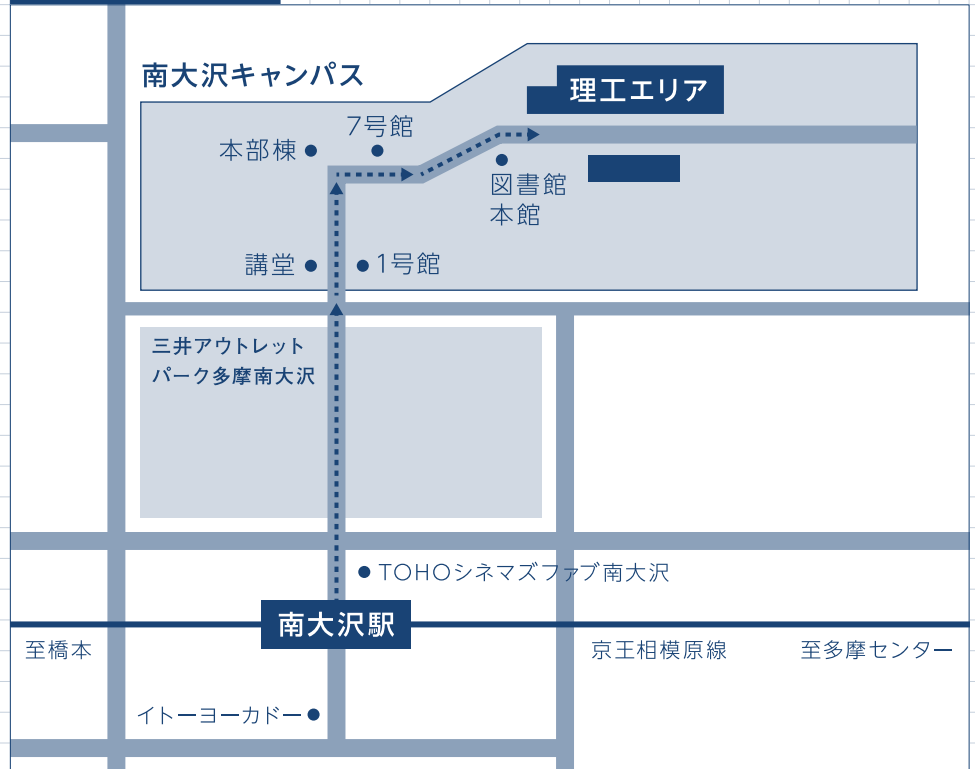 南大沢キャンパス
理工エリア
7号館
本部棟
図書館
本館
講堂
1号館
三井アウトレット
パーク多摩南大沢
TOHOシネマズファブ南大沢
南大沢駅
至橋本
京王相模原線
至多摩センター
イトーヨーカドー